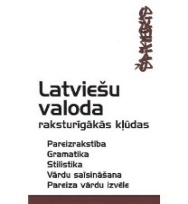 Latviešu
valoda
raksturīgākās kļūdas
Pareizrakstība
Gramatika
Stilistika
Vārdu saīsināšana
Pareiza vārdu izvēle